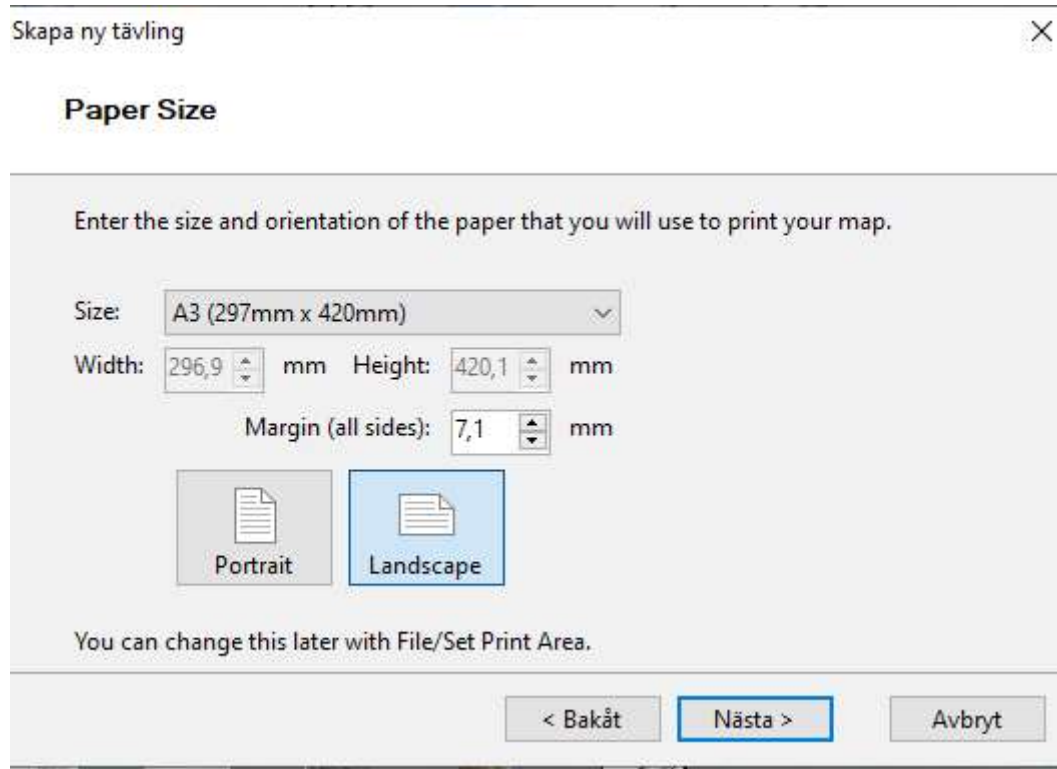 Skapa ny tävling
Paper Size
Enter the size and orientation of the paper that you will use to print your map.
Size: A3 (297mm x 420mm)
Width: 296,9 mm Height: 420,1 mm
Margin (all sides): 7,1 mm
Portrait Landscape
You can change this later with File/Set Print Area.
< Bakåt Nästa > Avbryt